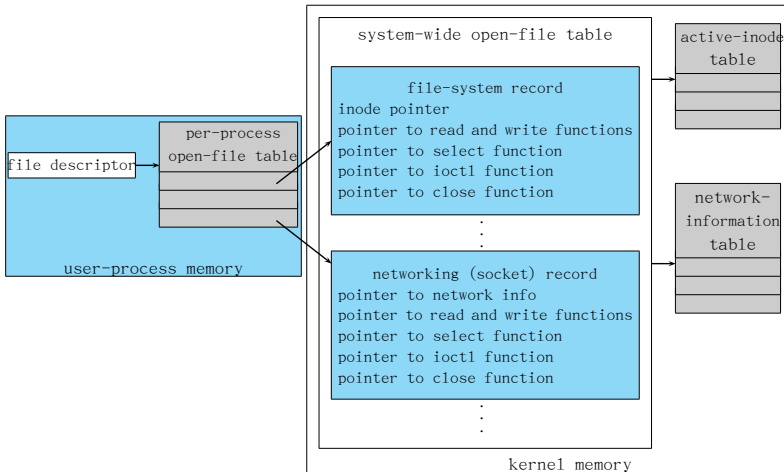 file descriptor
per-process
open-file table
user-process memory
system-wide open-file table
file-system record
inode pointer
pointer to read and write functions
pointer to select function
pointer to ioctl function
pointer to close function
networking (socket) record
pointer to network info
pointer to read and write functions
pointer to select function
pointer to ioctl function
pointer to close function
kernel memory
active-inode
table
network-
information
table